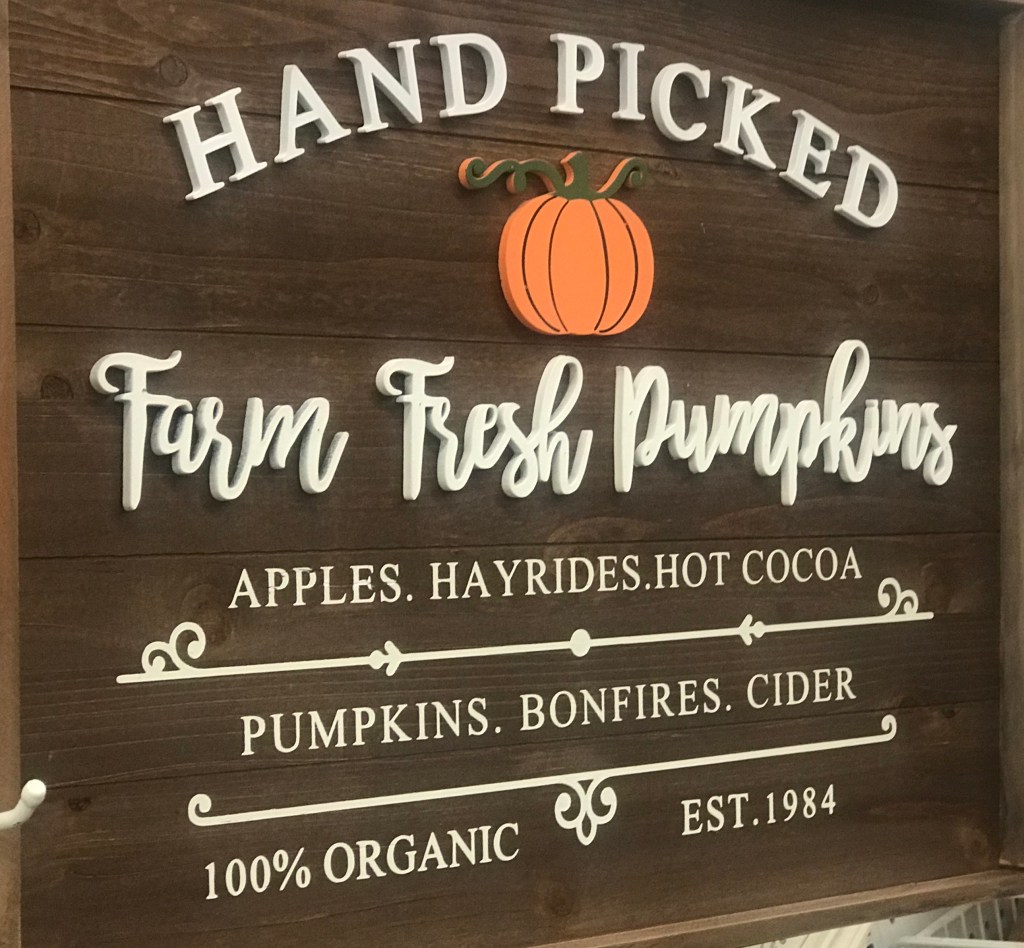 HAND PICKED
Farm Fresh Pumpkins
APPLES. HAYRIDES.HOT COCOA
PUMPKINS. BONFIRES. CIDER
100% ORGANIC EST.1984